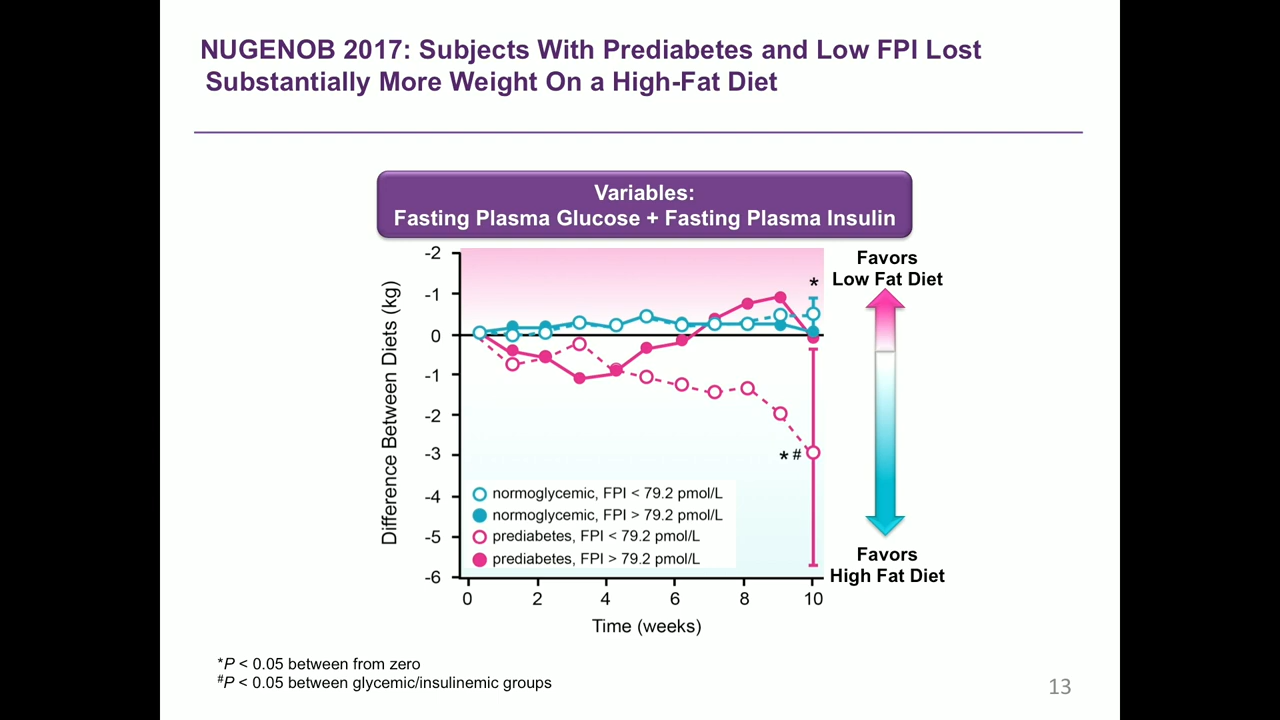 NUGENOB 2017: Subjects With Prediabetes and Low FPI Lost
Substantially More Weight On a High-Fat Diet
Variables:
Fasting Plasma Glucose + Fasting Plasma Insulin
Favors
Low Fat Diet
Difference Between Diets (kg)
-2
-1
0
-1
-2
-3
-4
-5
-6
*
*#
normoglycemic, FPI < 79.2 pmol/L
normoglycemic, FPI > 79.2 pmol/L
prediabetes, FPI < 79.2 pmol/L
prediabetes, FPI > 79.2 pmol/L
Favors
High Fat Diet
0 2 4 6 8 10
Time (weeks)
*P < 0.05 between from zero
#P < 0.05 between glycemic/insulinemic groups
13